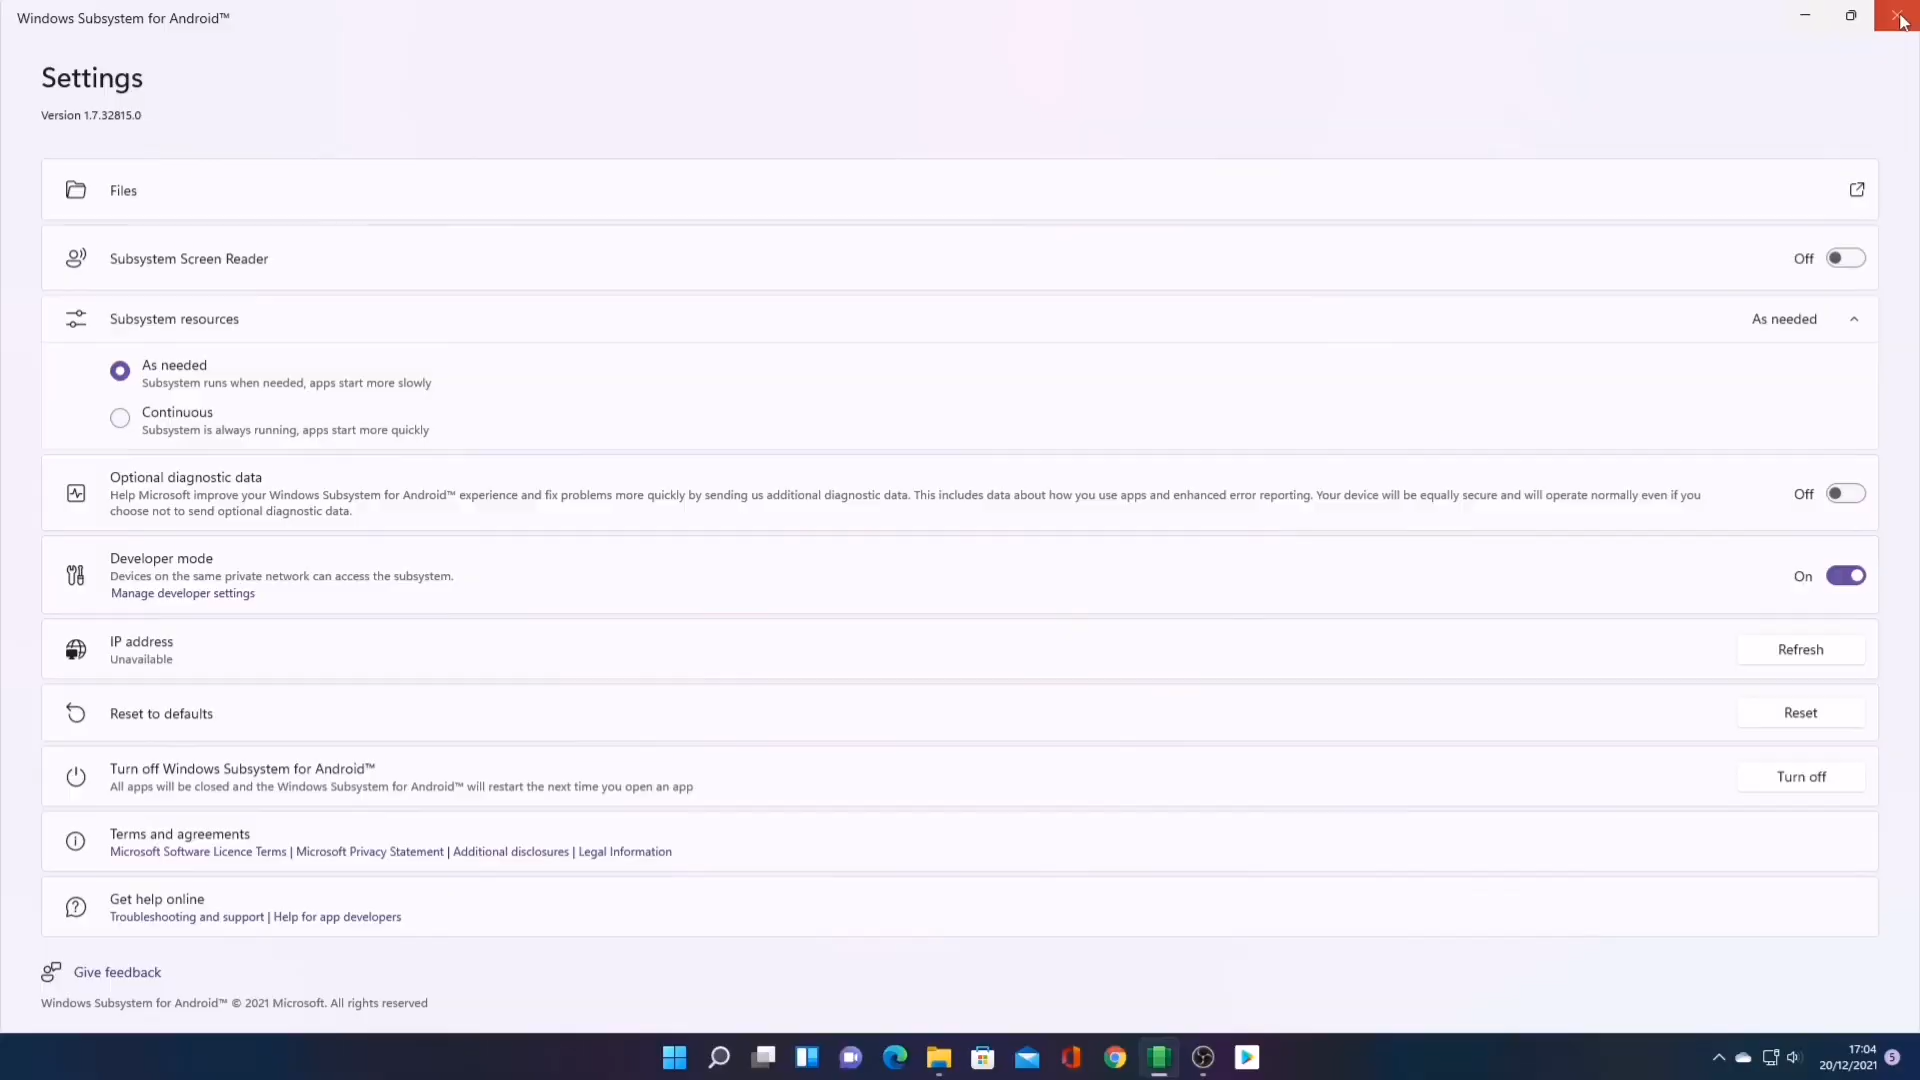 Windows Subsystem for Android™
Settings
Version 1.7.32815.0
Files
Subsystem Screen Reader
Off
Subsystem resources
As needed
As needed
Subsystem runs when needed, apps start more slowly
Continuous
Subsystem is always running, apps start more quickly
Optional diagnostic data
Help Microsoft improve your Windows Subsystem for Android™ experience and fix problems more quickly by sending us additional diagnostic data. This includes data about how you use apps and enhanced error reporting. Your device will be equally secure and will operate normally even if you
choose not to send optional diagnostic data.
Off
Developer mode
Devices on the same private network can access the subsystem.
Manage developer settings
On
IP address
Unavailable
Refresh
Reset to defaults
Reset
Turn off Windows Subsystem for Android™
All apps will be closed and the Windows Subsystem for Android™ will restart the next time you open an app
Turn off
Terms and agreements
Microsoft Software Licence Terms | Microsoft Privacy Statement | Additional disclosures | Legal Information
Get help online
Troubleshooting and support | Help for app developers
Give feedback
Windows Subsystem for Android™ © 2021 Microsoft. All rights reserved
17:04
20/12/2021
5